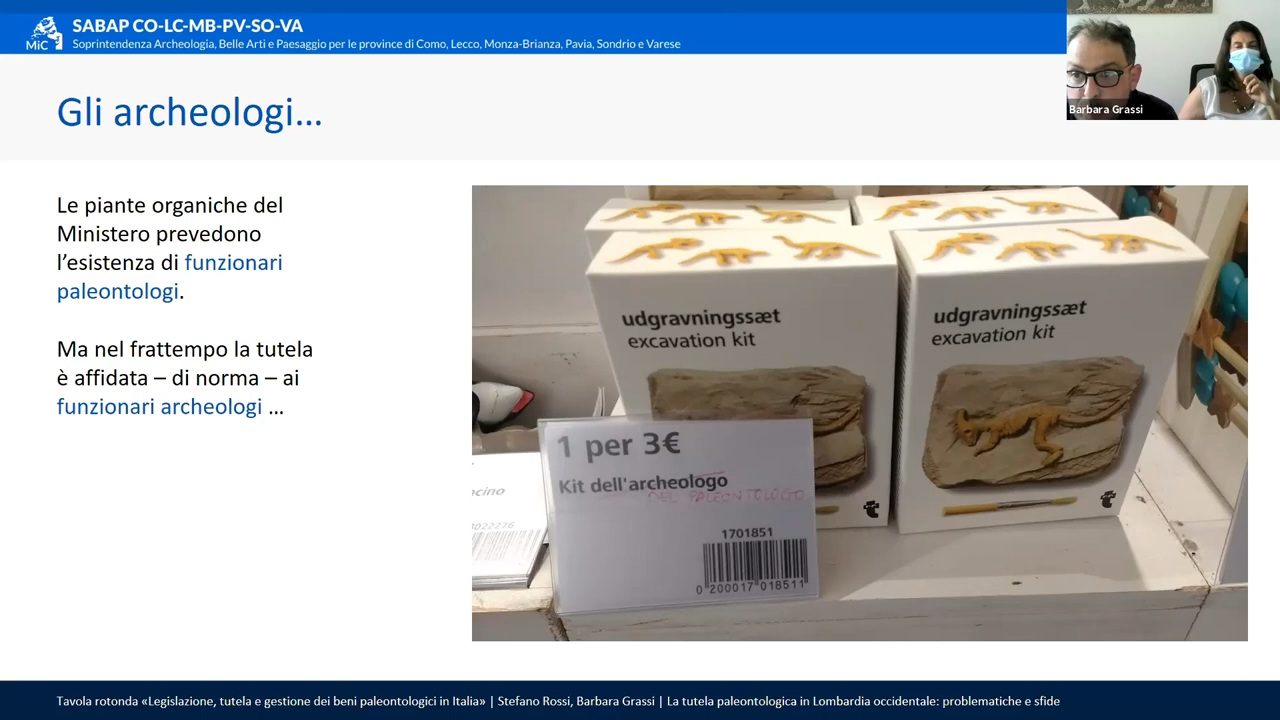 MiC
SABAP CO-LC-MB-PV-SO-VA
Soprintendenza Archeologia, Belle Arti e Paesaggio per le province di Como, Lecco, Monza-Brianza, Pavia, Sondrio e Varese
Barbara Grassi
Gli archeologi...
Le piante organiche del
Ministero prevedono
l'esistenza di funzionari
paleontologi.
Ma nel frattempo la tutela
è affidata – di norma – ai
funzionari archeologi ...
udgravningssæt
excavation kit
udgravningssæt
excavation kit
1 per 3€
Kit dell'archeologo
DEL PALEONTOLOGO
1701851
0 200017 018511
Tavola rotonda «Legislazione, tutela e gestione dei beni paleontologici in Italia» | Stefano Rossi, Barbara Grassi | La tutela paleontologica in Lombardia occidentale: problematiche e sfide